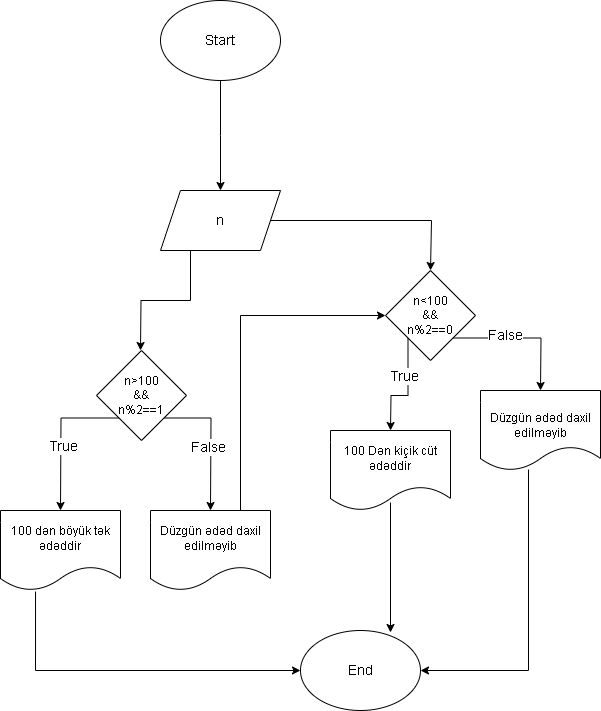 Start
n
n<100
&&
n%2==0
False
True
n>100
&&
n%2==1
True
False
Düzgün ədəd daxil
edilməyib
100 Dən kiçik cüt
ədəddir
100 dən böyük tək
ədəddir
Düzgün ədəd daxil
edilməyib
End